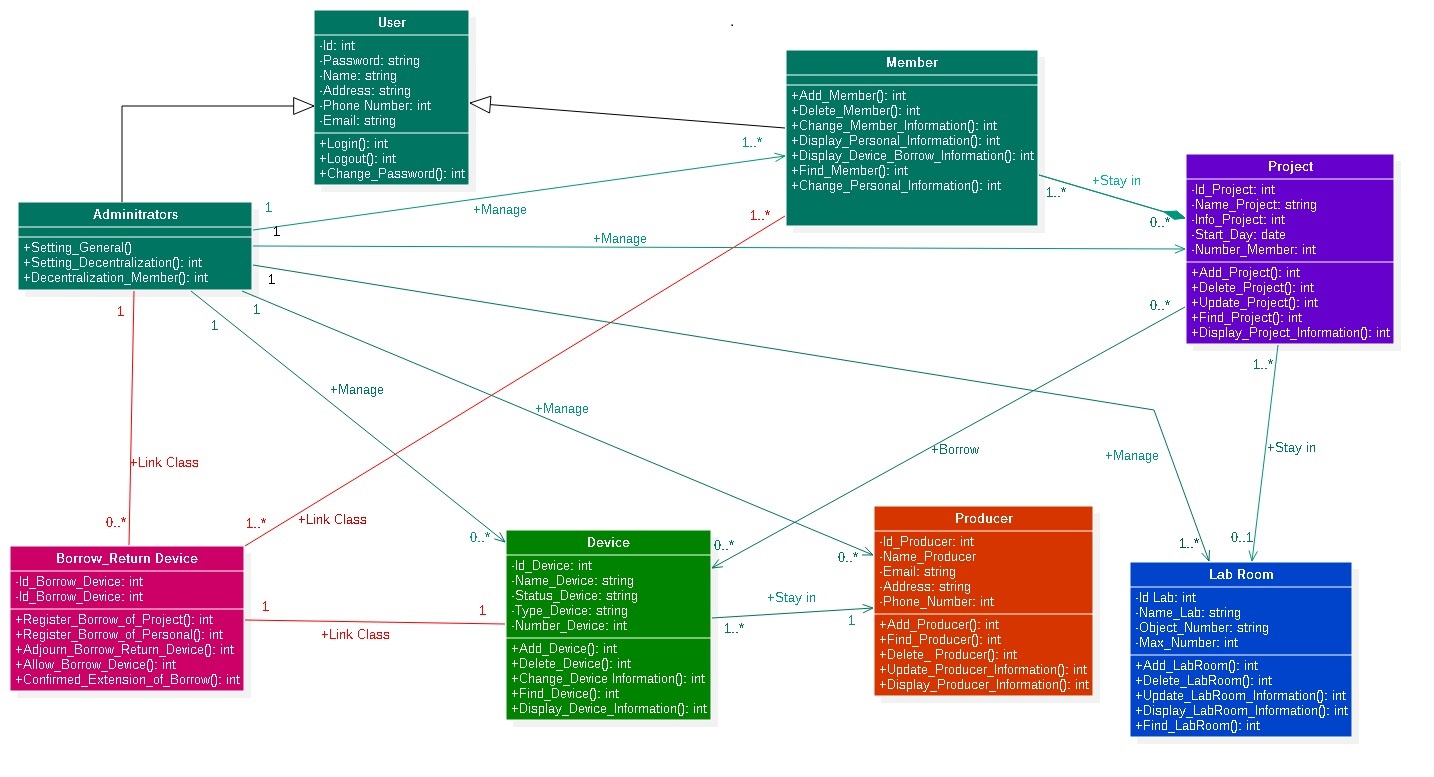 User
-Id: int
-Password: string
-Name: string
-Address: string
-Phone Number: int
-Email: string
+Login(): int
+Logout(): int
+Change_Password(): int
.
Member
+Add_Member(): int
+Delete_Member(): int
+Change_Member_Information(): int
+Display_Personal_Information(): int
+Display_Device_Borrow_Information(): int
+Find_Member(): int
+Change_Personal_Information(): int
Project
-Id_Project: int
-Name_Project: string
-Info_Project: int
-Start_Day: date
-Number_Member: int
+Add_Project(): int
+Delete_Project(): int
+Update_Project(): int
+Find_Project(): int
+Display_Project_Information(): int
Adminitrators
+Setting_General()
+Setting_Decentralization(): int
+Decentralization_Member(): int
1
+Manage
1..*
1..*
+Stay in
0..*
1
+Manage
1
1..*
0..*
1
1
1
+Manage
+Manage
1..*
+Borrow
+Manage
+Stay in
+Link Class
0..*
1..*
+Link Class
0..*
0..*
0..*
1..*
0..1
Borrow_Return Device
-Id_Borrow_Device: int
-Id_Borrow_Device: int
+Register_Borrow_of_Project(): int
+Register_Borrow_of_Personal(): int
+Adjourn_Borrow_Return_Device(): int
+Allow_Borrow_Device(): int
+Confirmed_Extension_of_Borrow(): int
1
1
+Link Class
Device
-Id_Device: int
-Name_Device: string
-Status_Device: string
-Type_Device: string
-Number_Device: int
+Add_Device(): int
+Delete_Device(): int
+Change_Device Information(): int
+Find_Device(): int
+Display_Device_Information(): int
+Stay in
1..*
1
Producer
-Id_Producer: int
-Name_Producer
-Email: string
-Address: string
-Phone_Number: int
+Add_Producer(): int
+Find_Producer(): int
+Delete_ Producer(): int
+Update_Producer_Information(): int
+Display_Producer_Information(): int
Lab Room
-Id Lab: int
-Name_Lab: string
-Object_Number: string
-Max_Number: int
+Add_LabRoom(): int
+Delete_LabRoom(): int
+Update_LabRoom_Information(): int
+Display_LabRoom_Information(): int
+Find_LabRoom(): int